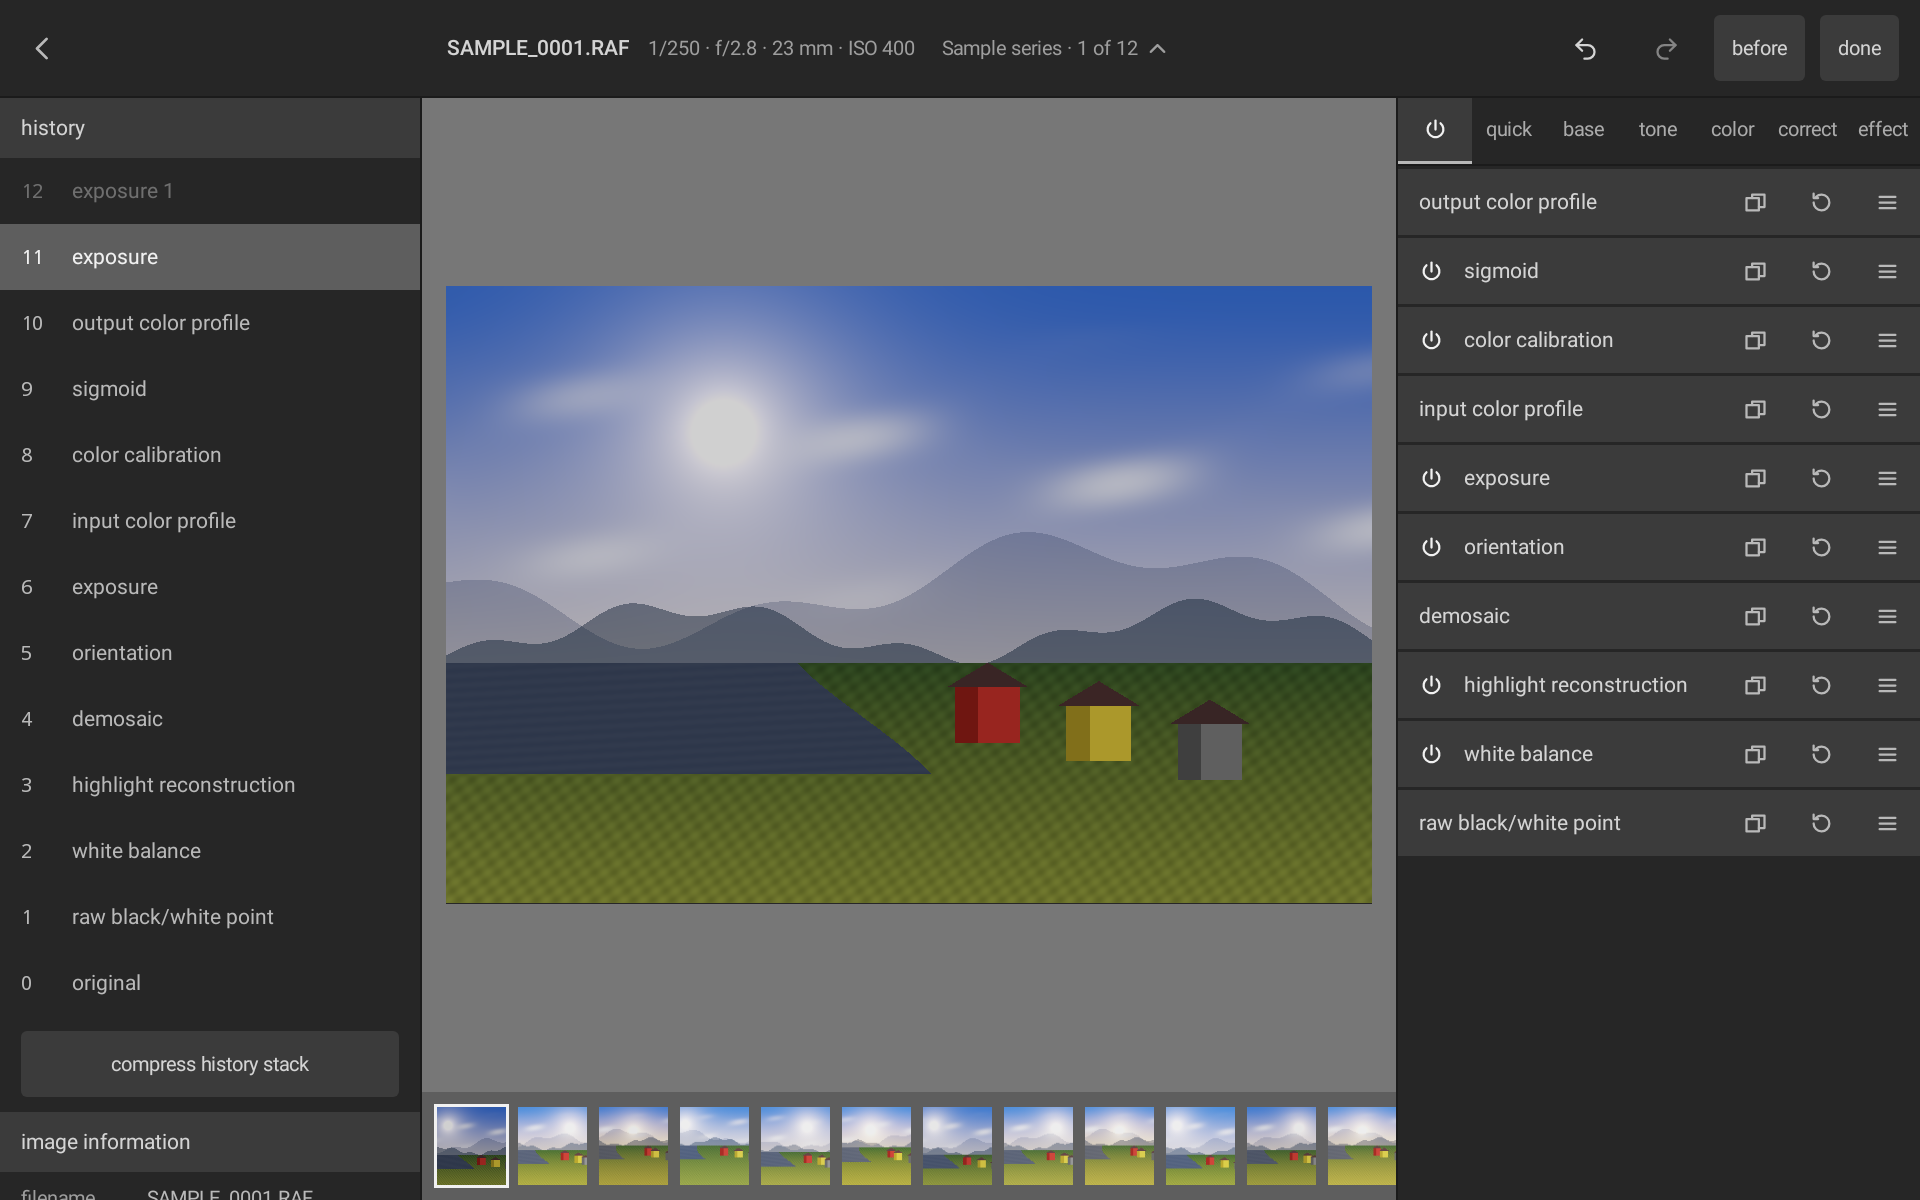 SAMPLE_0001.RAF 1/250 · f/2.8 · 23 mm · ISO 400 Sample series · 1 of 12
before
done
history
12 exposure 1
11 exposure
10 output color profile
9 sigmoid
8 color calibration
7 input color profile
6 exposure
5 orientation
4 demosaic
3 highlight reconstruction
2 white balance
1 raw black/white point
0 original
compress history stack
image information
filename SAMPLE_0001.RAF
quick base tone color correct effect
output color profile
sigmoid
color calibration
input color profile
exposure
orientation
demosaic
highlight reconstruction
white balance
raw black/white point